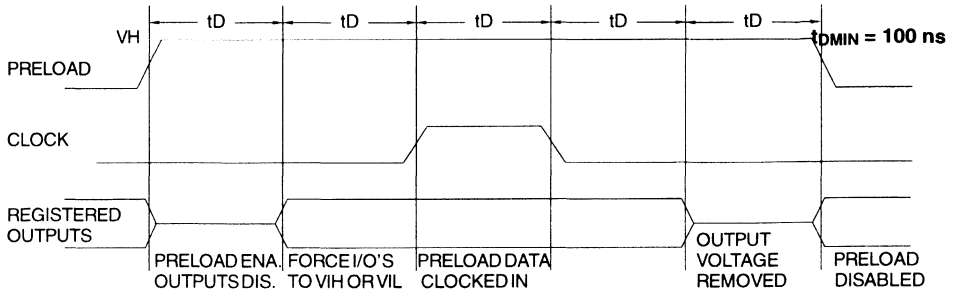 tD tD tD tD tD
VH
tDMIN = 100 ns
PRELOAD
CLOCK
REGISTERED
OUTPUTS
PRELOAD ENA.
OUTPUTS DIS.
FORCE I/O'S
TO VIH OR VIL
PRELOAD DATA
CLOCKED IN
OUTPUT
VOLTAGE
REMOVED
PRELOAD
DISABLED